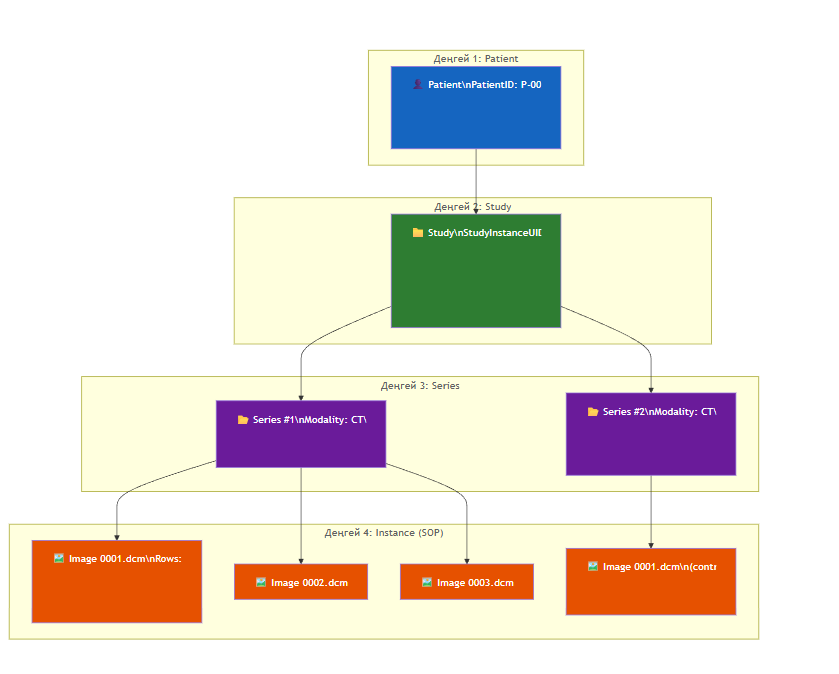 Деңгей 1: Patient
Patient\nPatientID: P-00
Деңгей 2: Study
Study\nStudyInstanceUID
Деңгей 3: Series
Series #1\nModality: CT\
Series #2\nModality: CT\
Деңгей 4: Instance (SOP)
Image 0001.dcm\nRows:
Image 0002.dcm
Image 0003.dcm
Image 0001.dcm\n(contr